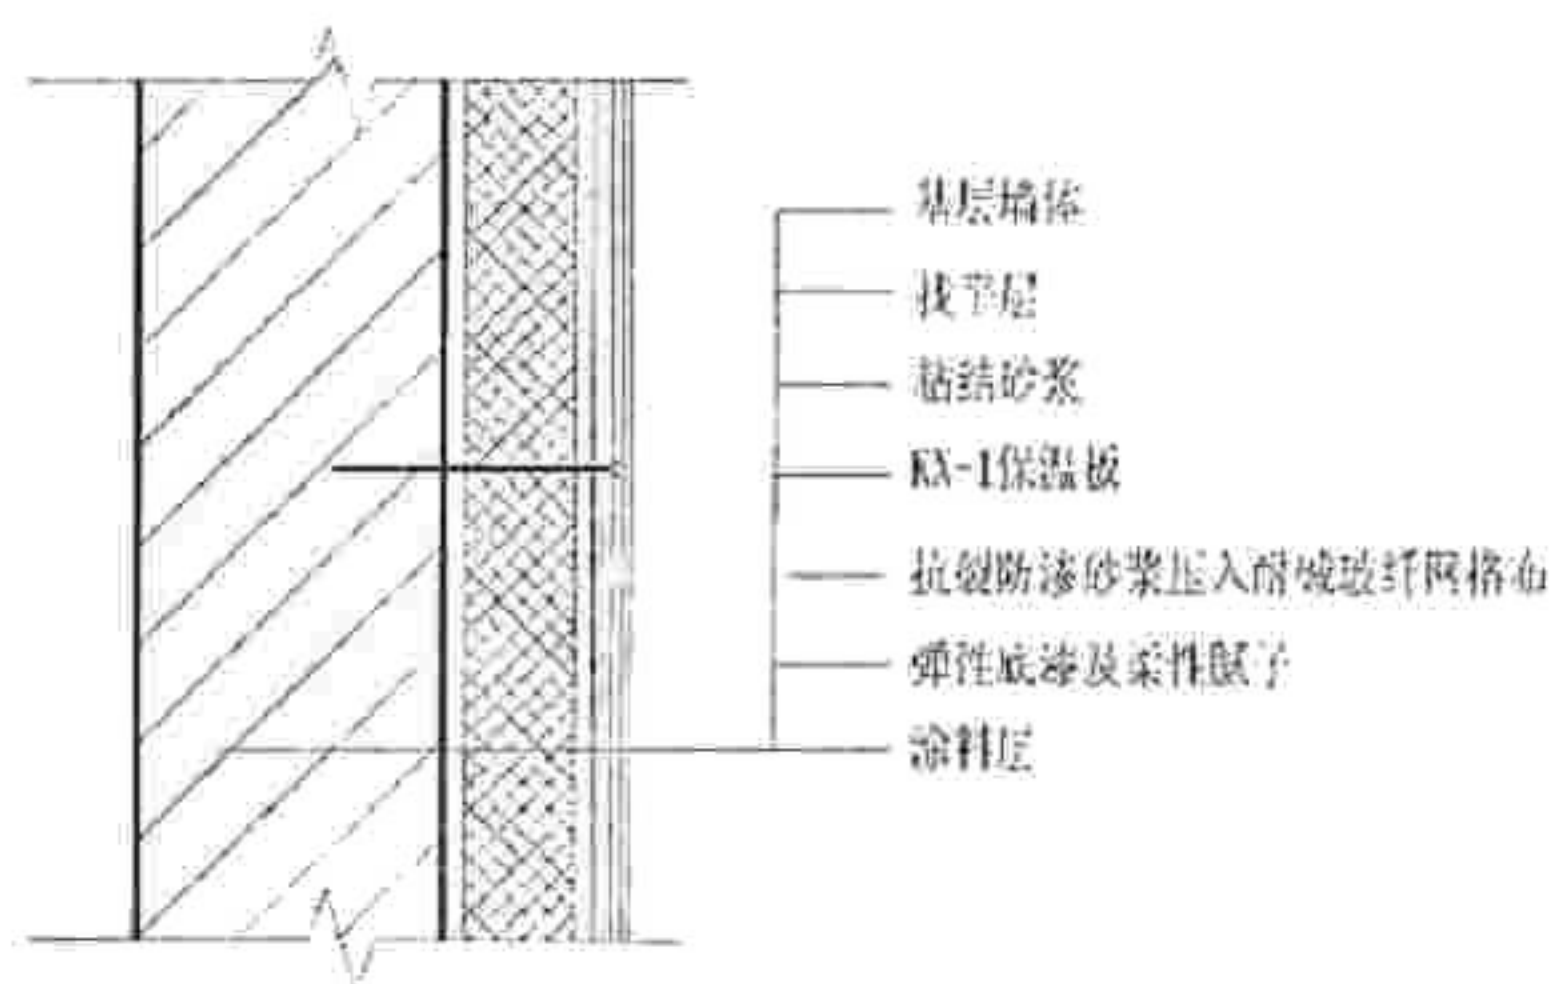 基层墙体
找平层
粘结砂浆
KX-1保温板
抗裂防渗砂浆压入耐碱玻纤网格布
弹性底漆及柔性腻子
涂料层